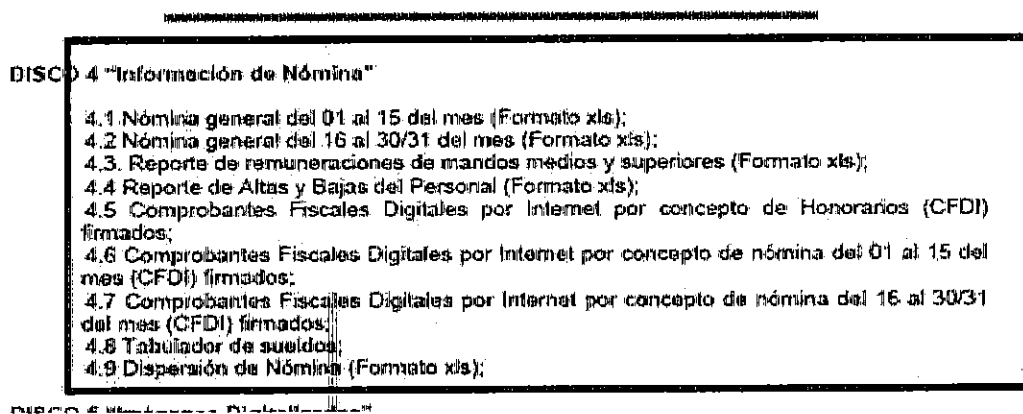 DISCO 4 "Información de Nómina"
4.1 Nómina general del 01 al 15 del mes (Formato xls);
4.2 Nómina general del 16 al 30/31 del mes (Formato xls);
4.3. Reporte de remuneraciones de mandos medios y superiores (Formato xls);
4.4 Reporte de Altas y Bajas del Personal (Formato xls);
4.5 Comprobantes Fiscales Digitales por Internet por concepto de Honorarios (CFDI)
firmados;
4.6 Comprobantes Fiscales Digitales por Internet por concepto de nómina del 01 al 15 del
mes (CFDI) firmados;
4.7 Comprobantes Fiscales Digitales por Internet por concepto de nómina del 16 al 30/31
del mes (CFDI) firmados;
4.8 Tabulador de sueldos;
4.9 Dispersión de Nómina (Formato xls);
DISCO 5 "Imágenes Digitalizadas"